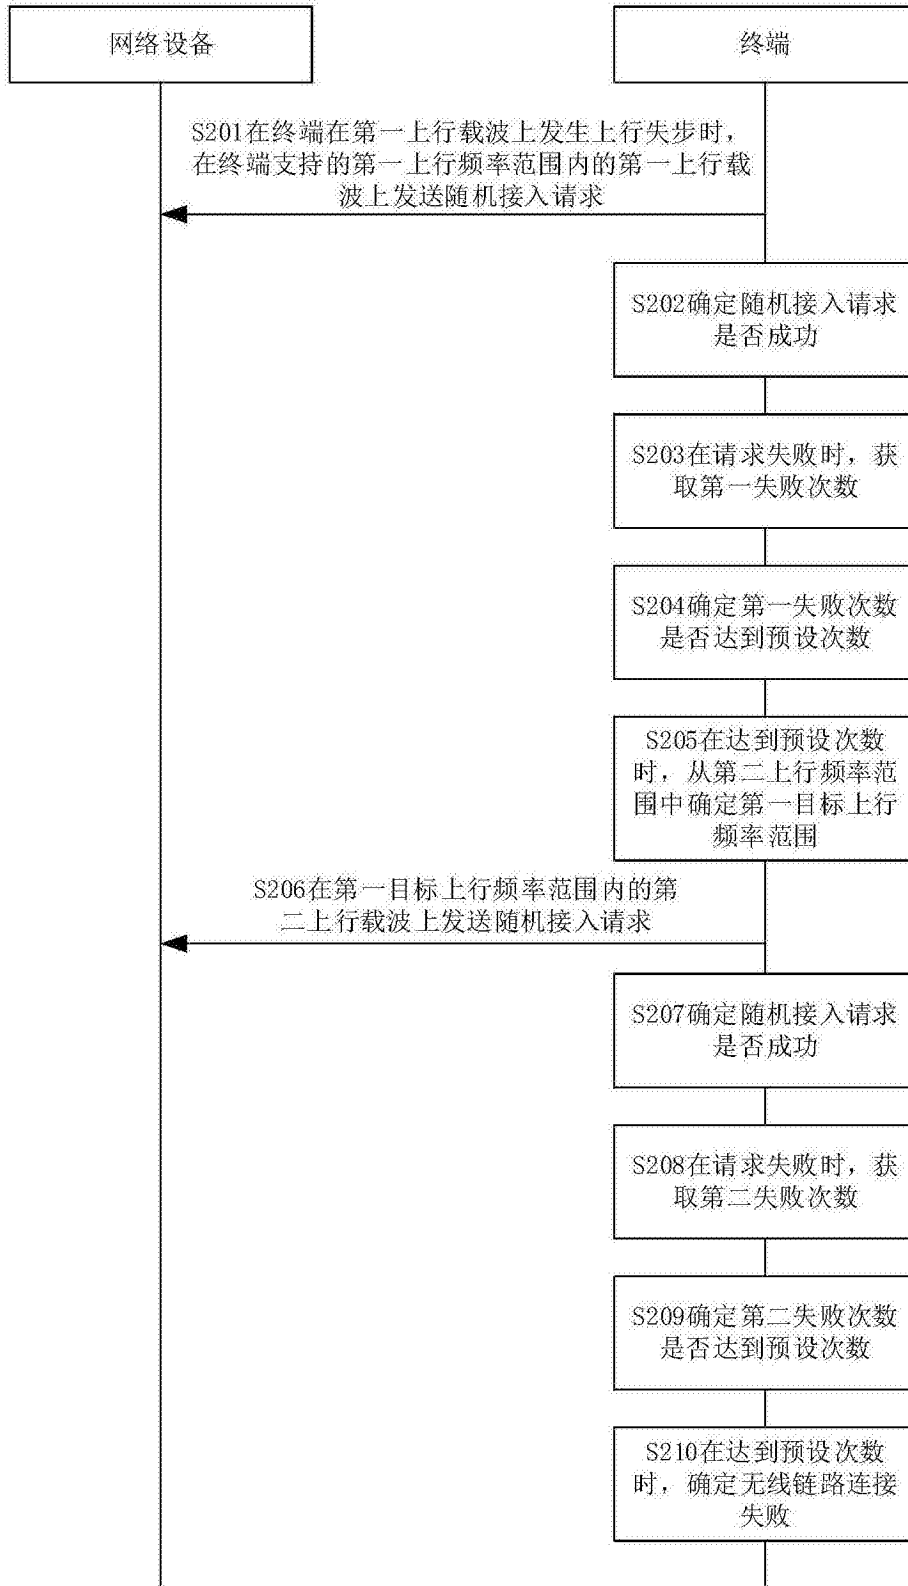 网络设备
终端
S201在终端在第一上行载波上发生上行失步时，
在终端支持的第一上行频率范围内的第一上行载
波上发送随机接入请求
S202确定随机接入请求
是否成功
S203在请求失败时，获
取第一失败次数
S204确定第一失败次数
是否达到预设次数
S205在达到预设次数
时，从第二上行频率范
围中确定第一目标上行
频率范围
S206在第一目标上行频率范围内的第
二上行载波上发送随机接入请求
S207确定随机接入请求
是否成功
S208在请求失败时，获
取第二失败次数
S209确定第二失败次数
是否达到预设次数
S210在达到预设次数
时，确定无线链路连接
失败